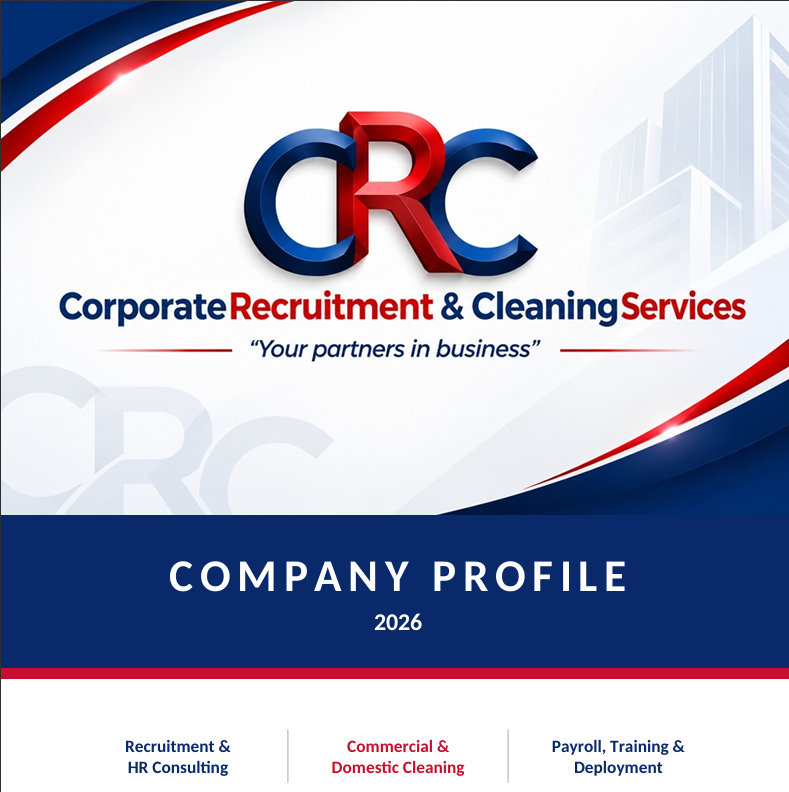 CRC
Corporate Recruitment & Cleaning Services
“Your partners in business”
CRC
COMPANY PROFILE
2026
Recruitment &
HR Consulting
Commercial &
Domestic Cleaning
Payroll, Training &
Deployment